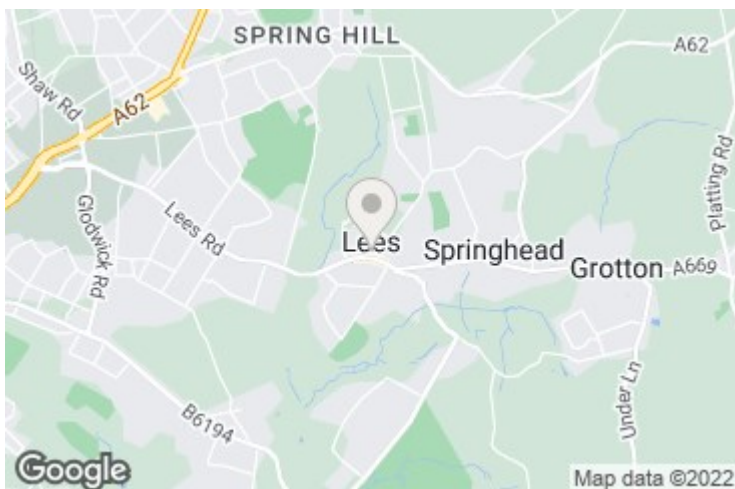 SPRING HILL
A62
Shaw Rd
A62
Platting Rd
Glodwick Rd
Lees Rd
Lees
Springhead
Grotton
A669
Under Ln
B6194
Google
Map data ©2022